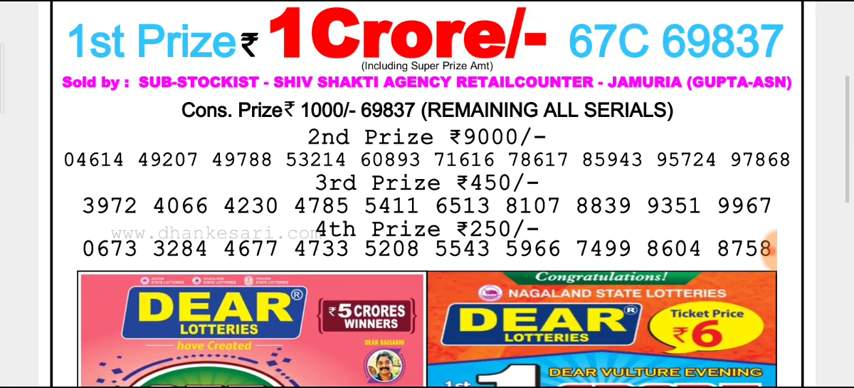 1st Prize ₹ 1Crore/- 67C 69837
(Including Super Prize Amt)
Sold by : SUB-STOCKIST - SHIV SHAKTI AGENCY RETAILCOUNTER - JAMURIA (GUPTA-ASN)
Cons. Prize₹ 1000/- 69837 (REMAINING ALL SERIALS)
2nd Prize ₹9000/-
04614 49207 49788 53214 60893 71616 78617 85943 95724 97868
3rd Prize ₹450/-
3972 4066 4230 4785 5411 6513 8107 8839 9351 9967
www.dhankesari.com
4th Prize ₹250/-
0673 3284 4677 4733 5208 5543 5966 7499 8604 8758
DEAR®
LOTTERIES
have Created
₹5 CRORES
WINNERS
DEAR BAISAKHI
Congratulations!
NAGALAND STATE LOTTERIES
DEAR®
LOTTERIES
Ticket Price
₹6
DEAR VULTURE EVENING
1st